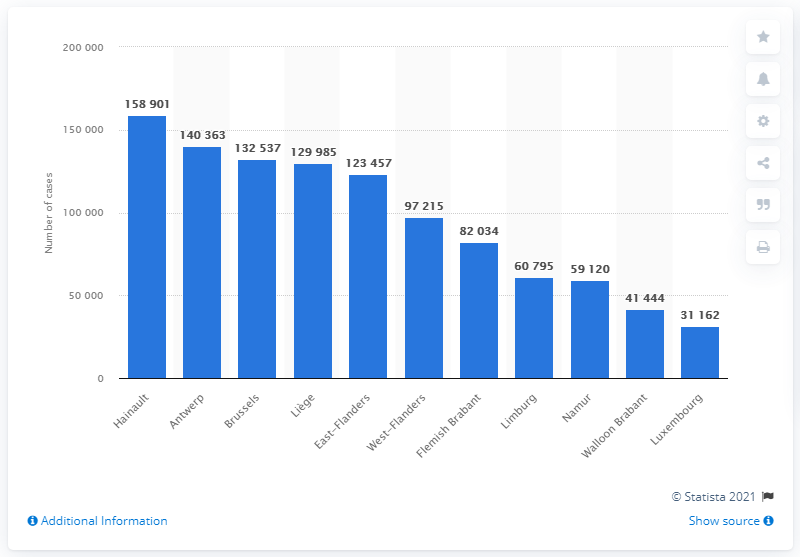 200 000
150 000
100 000
50 000
0
Number of cases
158 901
140 363
132 537
129 985
123 457
97 215
82 034
60 795
59 120
41 444
31 162
Hainault
Antwerp
Brussels
Liège
East-Flanders
West-Flanders
Flemish Brabant
Limburg
Namur
Walloon Brabant
Luxembourg
© Statista 2021
Additional Information
Show source